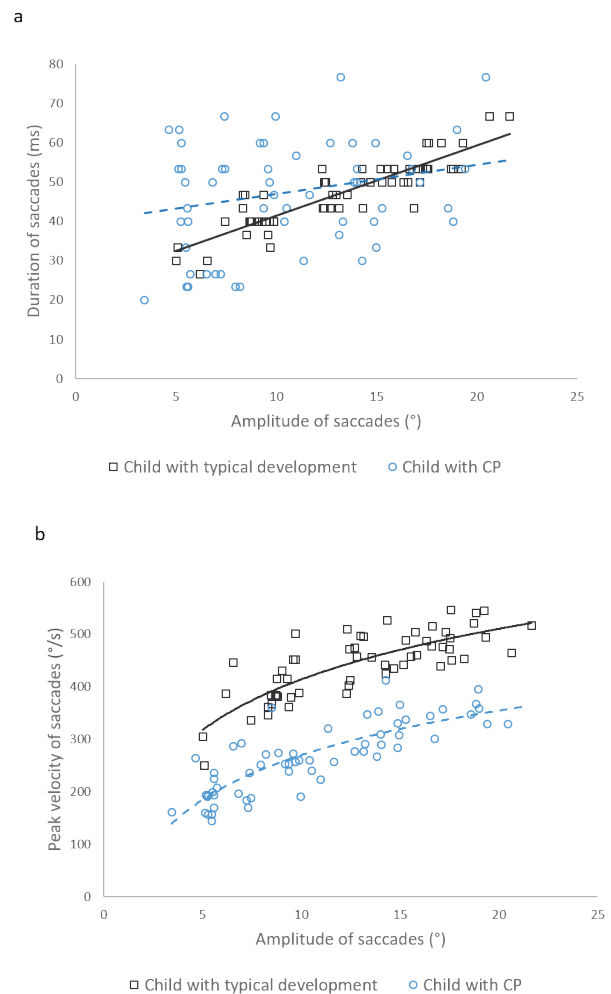 a
80
70
60
50
40
30
20
10
0
Duration of saccades (ms)
0 5 10 15 20 25
Amplitude of saccades (°)
Child with typical development Child with CP
b
600
500
400
300
200
100
0
Peak velocity of saccades (°/s)
0 5 10 15 20 25
Amplitude of saccades (°)
Child with typical development Child with CP